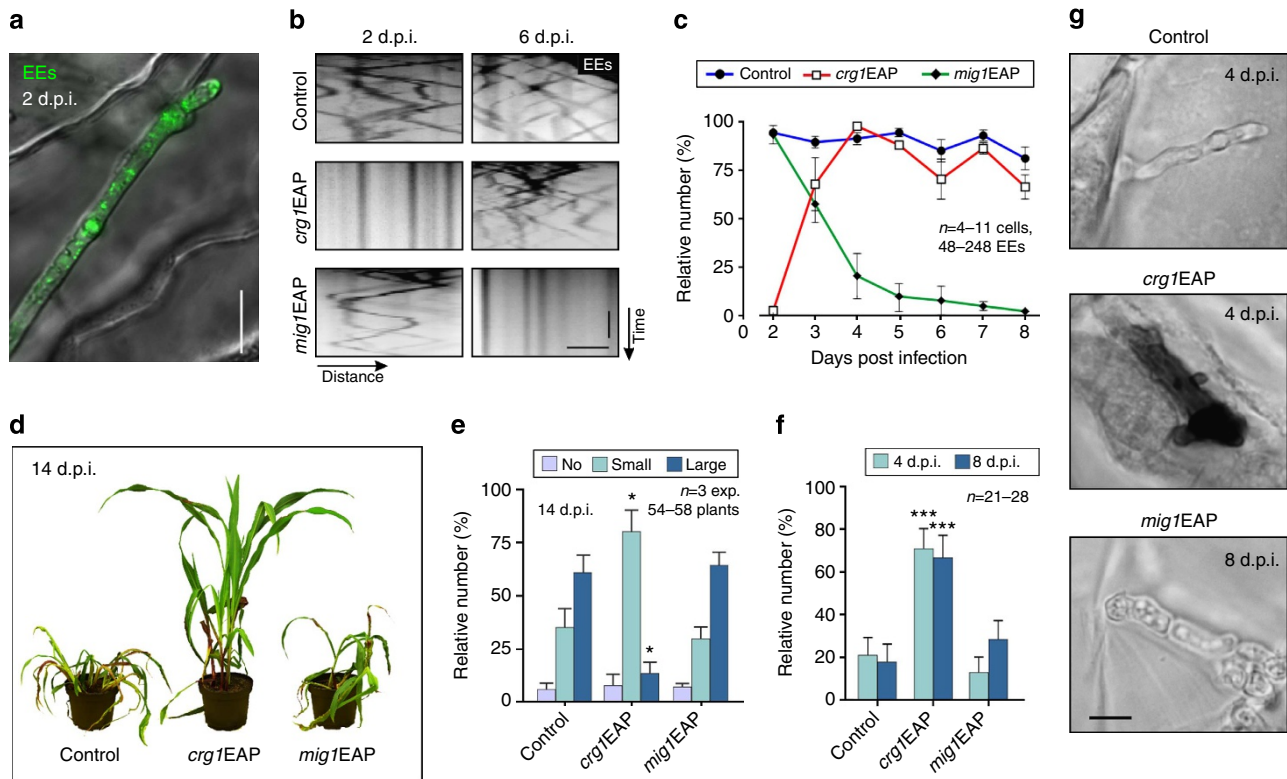 a
EEs
2 d.p.i.
b
2 d.p.i.
6 d.p.i.
EEs
Control
crg1EAP
mig1EAP
Distance
Time
c
Control
crg1EAP
mig1EAP
Relative number (%)
100
75
50
25
0
n=4–11 cells,
48–248 EEs
0 2 3 4 5 6 7 8
Days post infection
d
14 d.p.i.
Control
crg1EAP
mig1EAP
e
No Small Large
Relative number (%)
100
75
50
25
0
14 d.p.i.
n=3 exp.
54–58 plants
*
*
Control
crg1EAP
mig1EAP
f
4 d.p.i. 8 d.p.i.
Relative number (%)
100
80
60
40
20
0
n=21–28
***
***
Control
crg1EAP
mig1EAP
g
Control
4 d.p.i.
crg1EAP
4 d.p.i.
mig1EAP
8 d.p.i.